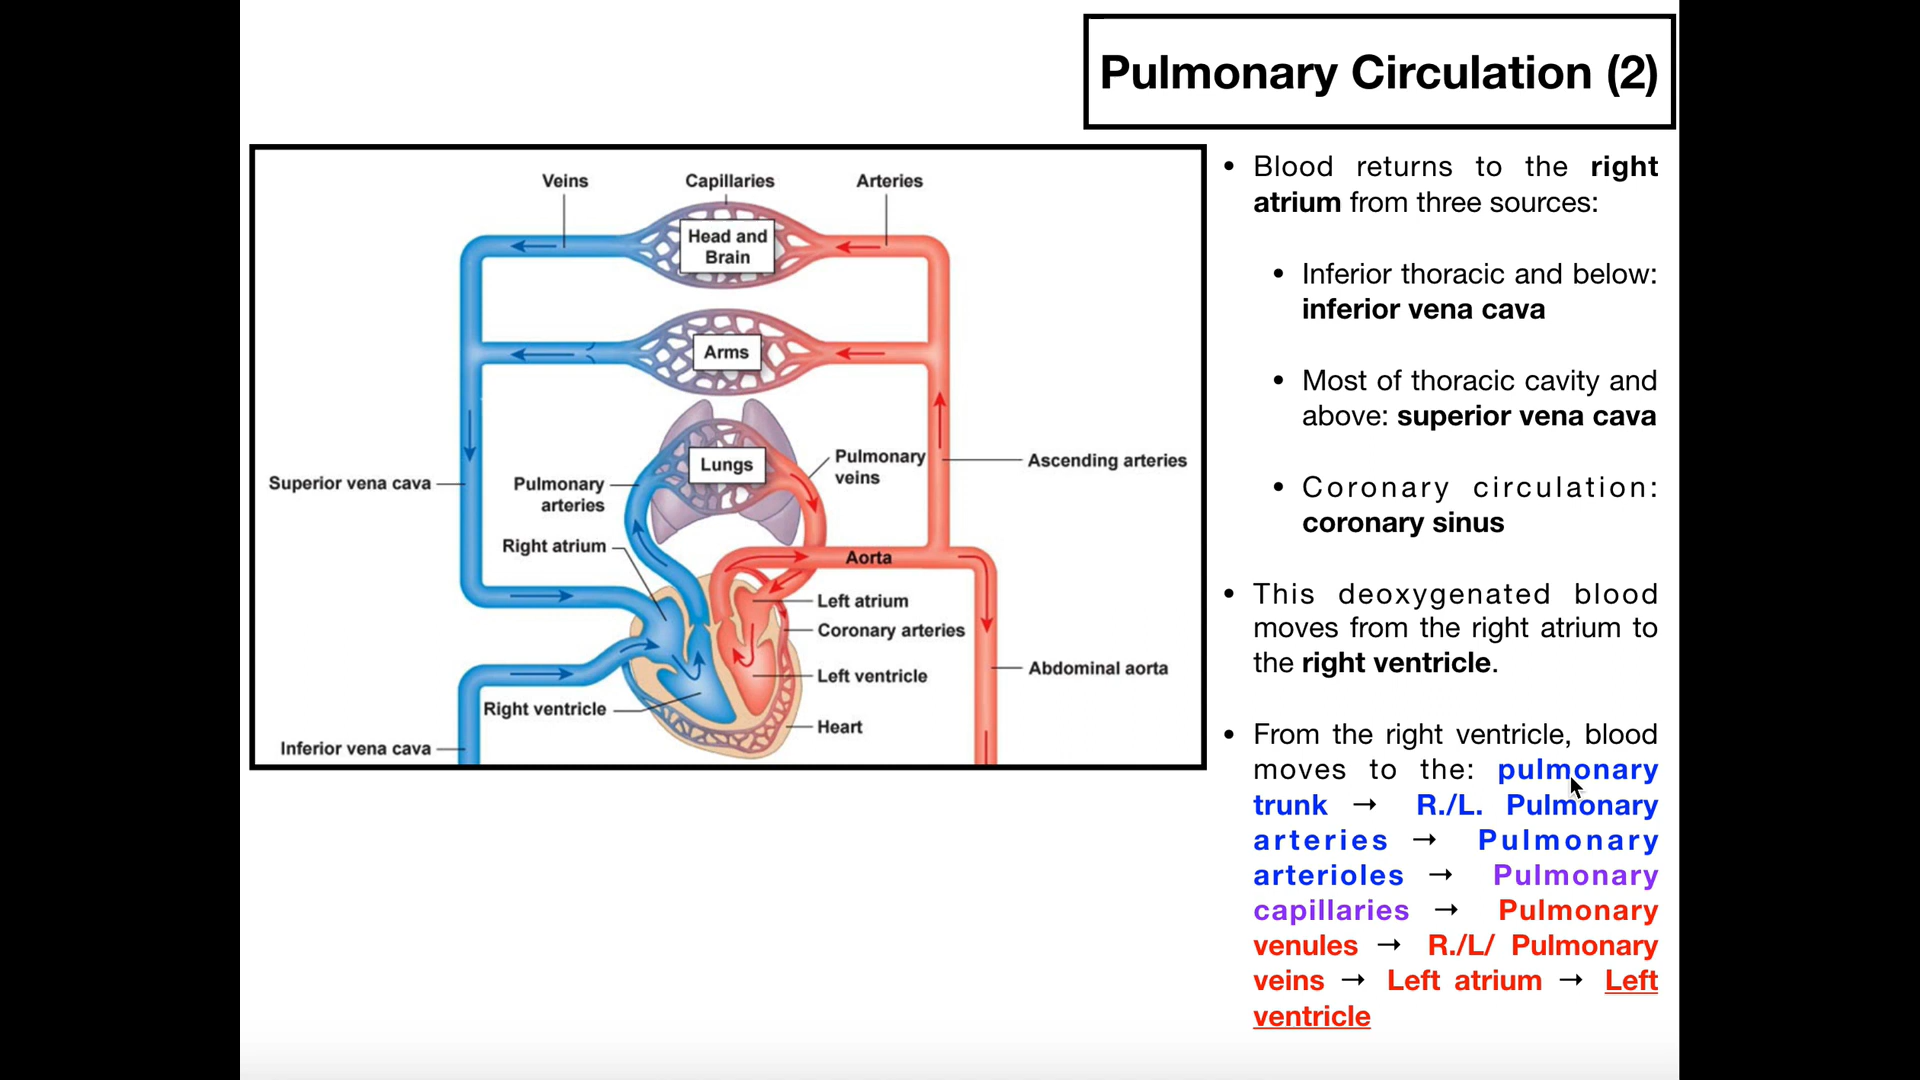 Pulmonary Circulation (2)
Veins
Capillaries
Arteries
Head and
Brain
Arms
Lungs
Pulmonary
veins
Ascending arteries
Superior vena cava
Pulmonary
arteries
Right atrium
Aorta
Left atrium
Coronary arteries
Left ventricle
Abdominal aorta
Right ventricle
Heart
Inferior vena cava
• Blood returns to the right
atrium from three sources:
• Inferior thoracic and below:
inferior vena cava
• Most of thoracic cavity and
above: superior vena cava
• Coronary circulation:
coronary sinus
• This deoxygenated blood
moves from the right atrium to
the right ventricle.
• From the right ventricle, blood
moves to the: pulmonary
trunk → R./L. Pulmonary
arteries → Pulmonary
arterioles → Pulmonary
capillaries → Pulmonary
venules → R./L/ Pulmonary
veins → Left atrium → Left
ventricle